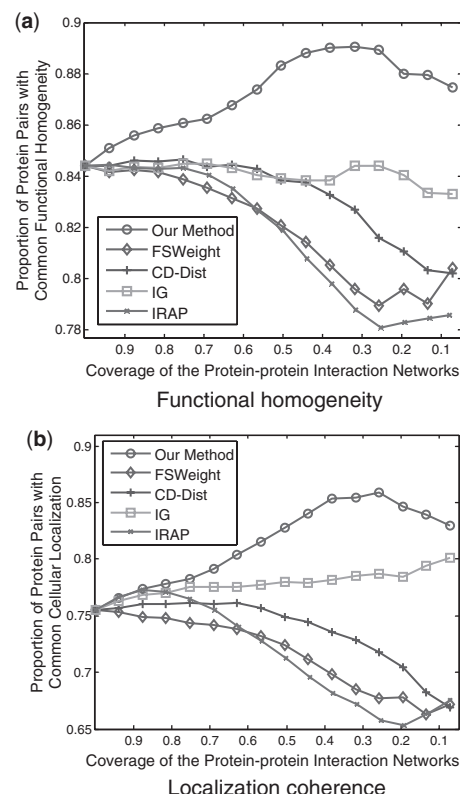 (a)
Proportion of Protein Pairs with
Common Functional Homogeneity
0.9
0.88
0.86
0.84
0.82
0.8
0.78
Our Method
FSWeight
CD-Dist
IG
IRAP
0.9 0.8 0.7 0.6 0.5 0.4 0.3 0.2 0.1
Coverage of the Protein-protein Interaction Networks
Functional homogeneity
(b)
Proportion of Protein Pairs with
Common Cellular Localization
0.9
0.85
0.8
0.75
0.7
0.65
Our Method
FSWeight
CD-Dist
IG
IRAP
0.9 0.8 0.7 0.6 0.5 0.4 0.3 0.2 0.1
Coverage of the Protein-protein Interaction Networks
Localization coherence